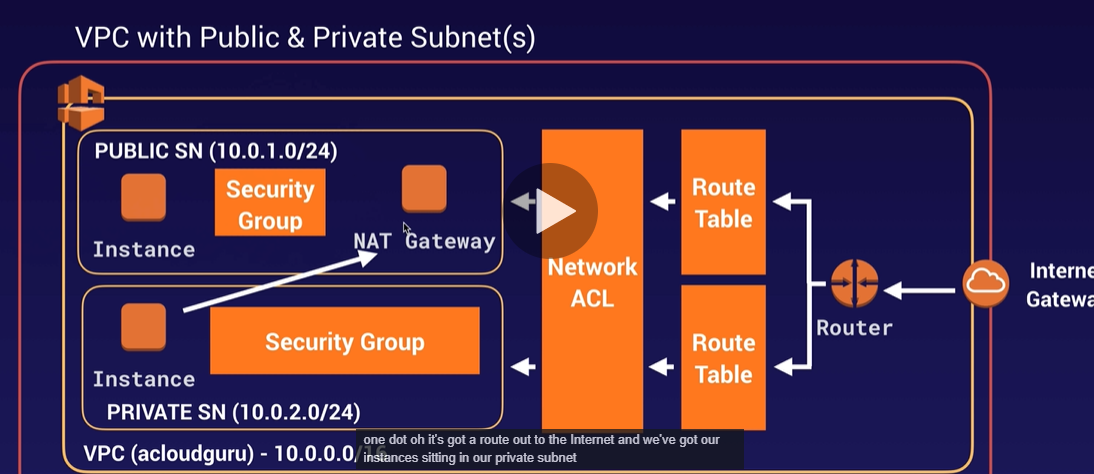 VPC with Public & Private Subnet(s)
PUBLIC SN (10.0.1.0/24)
Security
Group
Instance
NAT Gateway
Security Group
Instance
PRIVATE SN (10.0.2.0/24)
VPC (acloudguru) - 10.0.0.0/16
Network
ACL
Route
Table
Route
Table
Router
Interne
Gatewa
one dot oh it's got a route out to the Internet and we've got our
instances sitting in our private subnet